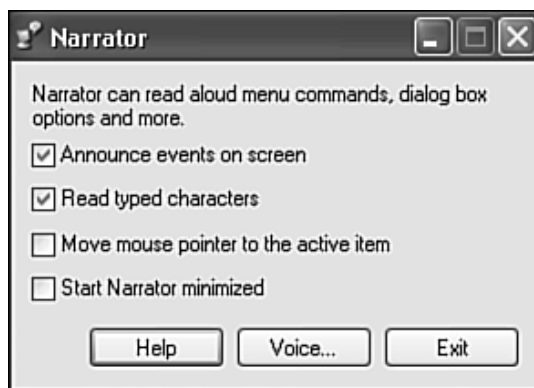 Narrator
Narrator can read aloud menu commands, dialog box
options and more.
Announce events on screen
Read typed characters
Move mouse pointer to the active item
Start Narrator minimized
Help Voice... Exit